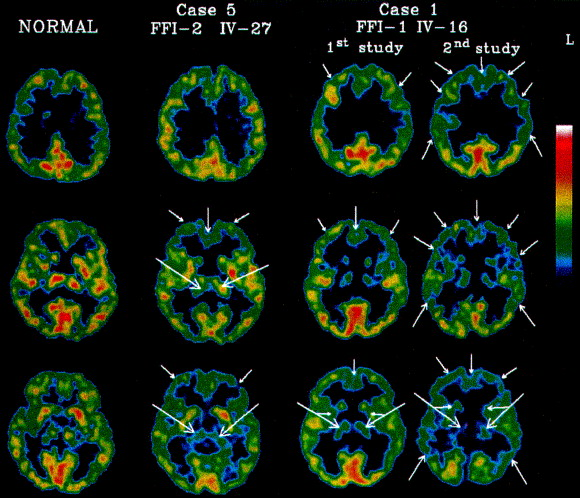 NORMAL
Case 5
FFI-2 IV-27
Case 1
FFI-1 IV-16
1st study
2nd study
L